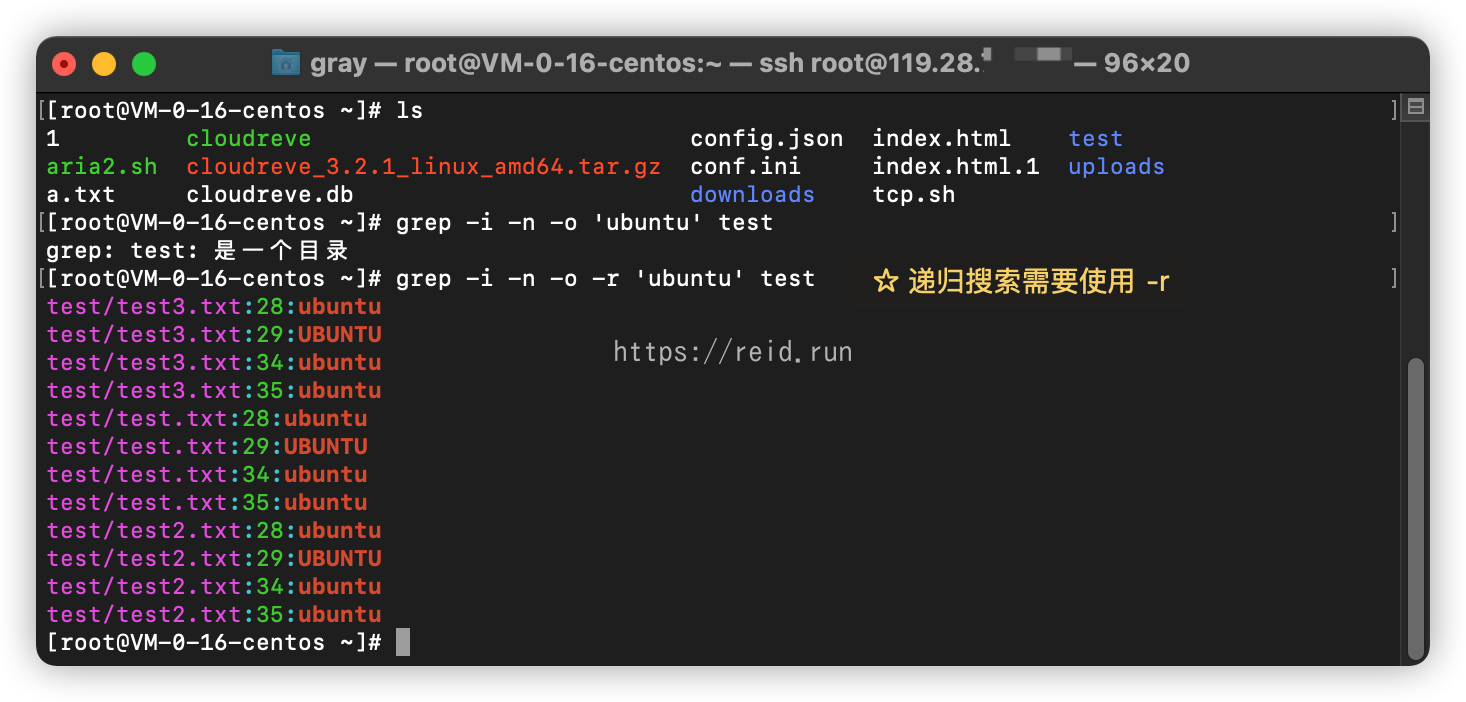 gray — root@VM-0-16-centos:~ — ssh root@119.28. — 96×20
[[root@VM-0-16-centos ~]# ls ]
1 cloudreve config.json index.html test
aria2.sh cloudreve_3.2.1_linux_amd64.tar.gz conf.ini index.html.1 uploads
a.txt cloudreve.db downloads tcp.sh
[[root@VM-0-16-centos ~]# grep -i -n -o 'ubuntu' test ]
grep: test: 是一个目录
[[root@VM-0-16-centos ~]# grep -i -n -o -r 'ubuntu' test ☆ 递归搜索需要使用 -r ]
test/test3.txt:28:ubuntu
test/test3.txt:29:UBUNTU
https://reid.run
test/test3.txt:34:ubuntu
test/test3.txt:35:ubuntu
test/test.txt:28:ubuntu
test/test.txt:29:UBUNTU
test/test.txt:34:ubuntu
test/test.txt:35:ubuntu
test/test2.txt:28:ubuntu
test/test2.txt:29:UBUNTU
test/test2.txt:34:ubuntu
test/test2.txt:35:ubuntu
[root@VM-0-16-centos ~]#